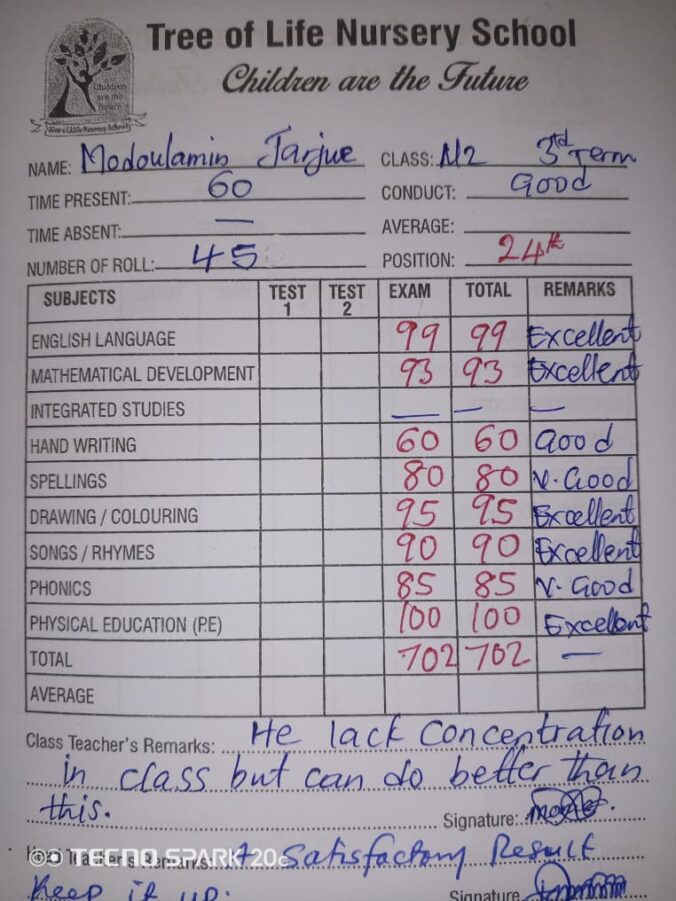 Tree of Life Nursery School
Children are the Future
Children
are the
future
Tree of Life Nursery School
NAME: Modoulamin Jarjue CLASS: N2 3rd Term
TIME PRESENT: 60 CONDUCT: Good
TIME ABSENT: — AVERAGE:
NUMBER OF ROLL: 45 POSITION: 24th
SUBJECTS TEST 1 TEST 2 EXAM TOTAL REMARKS
ENGLISH LANGUAGE 99 99 Excellent
MATHEMATICAL DEVELOPMENT 93 93 Excellent
INTEGRATED STUDIES — — —
HAND WRITING 60 60 Good
SPELLINGS 80 80 V. Good
DRAWING / COLOURING 95 95 Excellent
SONGS / RHYMES 90 90 Excellent
PHONICS 85 85 V. Good
PHYSICAL EDUCATION (P.E) 100 100 Excellent
TOTAL 702 702 —
AVERAGE
Class Teacher's Remarks: He lack Concentration
in class but can do better than
this.
Signature:
Teacher's Remarks: A Satisfactory Result
TECNO SPARK 20c
Keep it up. Signature